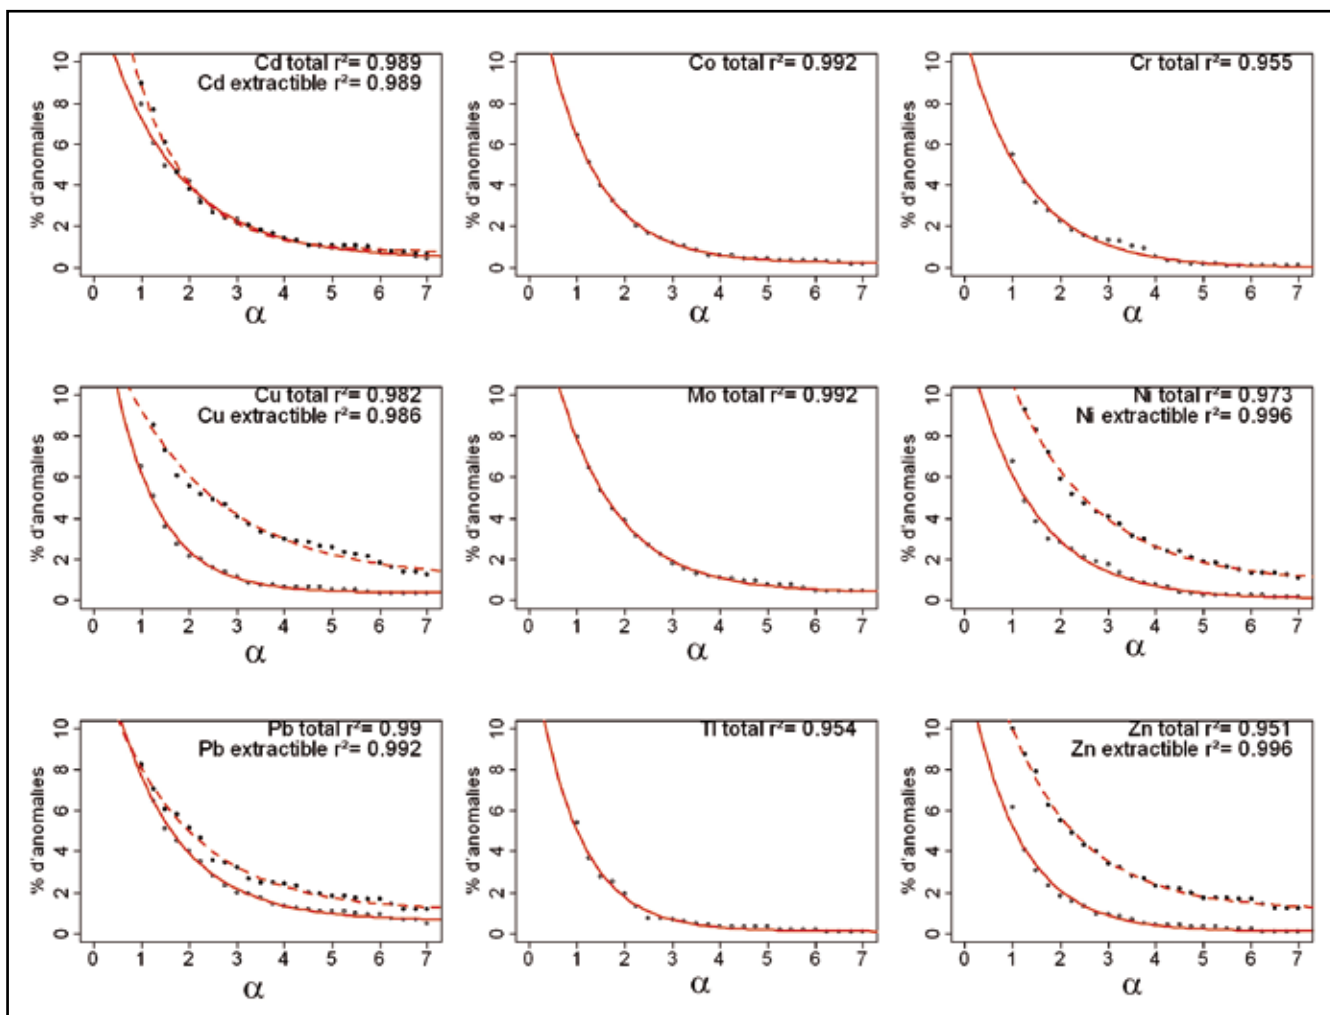 Cd total r²= 0.989
Cd extractible r²= 0.989
% d'anomalies
10
8
6
4
2
0
0 1 2 3 4 5 6 7
α
Co total r²= 0.992
% d'anomalies
10
8
6
4
2
0
0 1 2 3 4 5 6 7
α
Cr total r²= 0.955
% d'anomalies
10
8
6
4
2
0
0 1 2 3 4 5 6 7
α
Cu total r²= 0.982
Cu extractible r²= 0.986
% d'anomalies
10
8
6
4
2
0
0 1 2 3 4 5 6 7
α
Mo total r²= 0.992
% d'anomalies
10
8
6
4
2
0
0 1 2 3 4 5 6 7
α
Ni total r²= 0.973
Ni extractible r²= 0.996
% d'anomalies
10
8
6
4
2
0
0 1 2 3 4 5 6 7
α
Pb total r²= 0.99
Pb extractible r²= 0.992
% d'anomalies
10
8
6
4
2
0
0 1 2 3 4 5 6 7
α
Tl total r²= 0.954
% d'anomalies
10
8
6
4
2
0
0 1 2 3 4 5 6 7
α
Zn total r²= 0.951
Zn extractible r²= 0.996
% d'anomalies
10
8
6
4
2
0
0 1 2 3 4 5 6 7
α